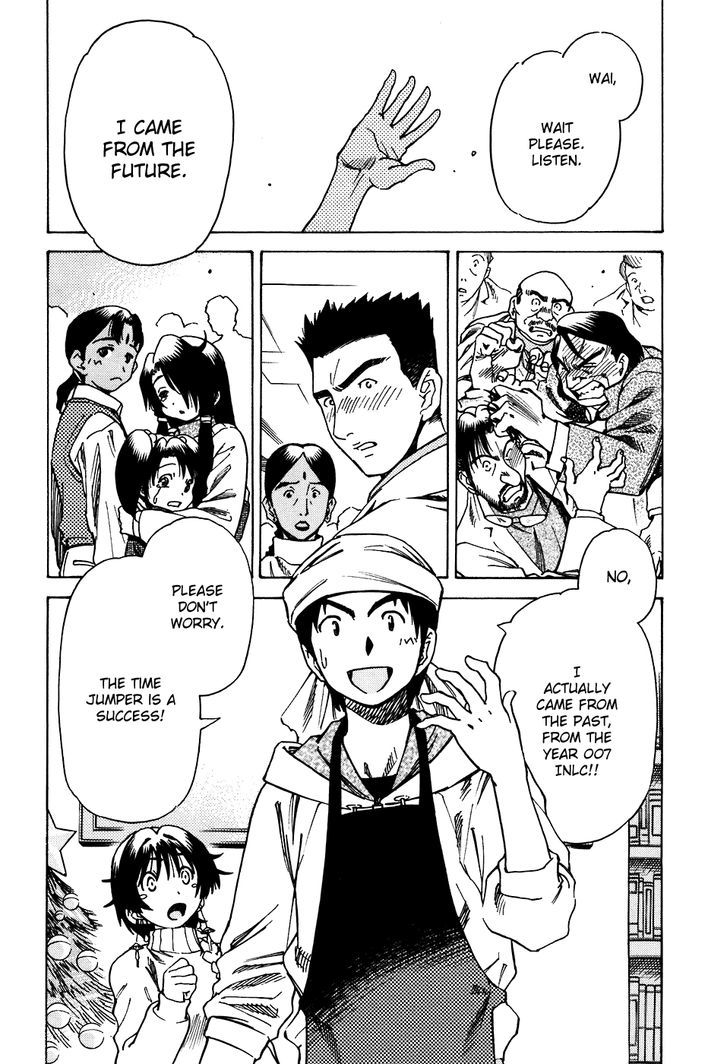 WAI,
WAIT
PLEASE.
LISTEN.
I CAME
FROM THE
FUTURE.
NO,
I
ACTUALLY
CAME FROM
THE PAST,
FROM THE
YEAR 007
INLC!!
PLEASE
DON'T
WORRY.
THE TIME
JUMPER IS A
SUCCESS!